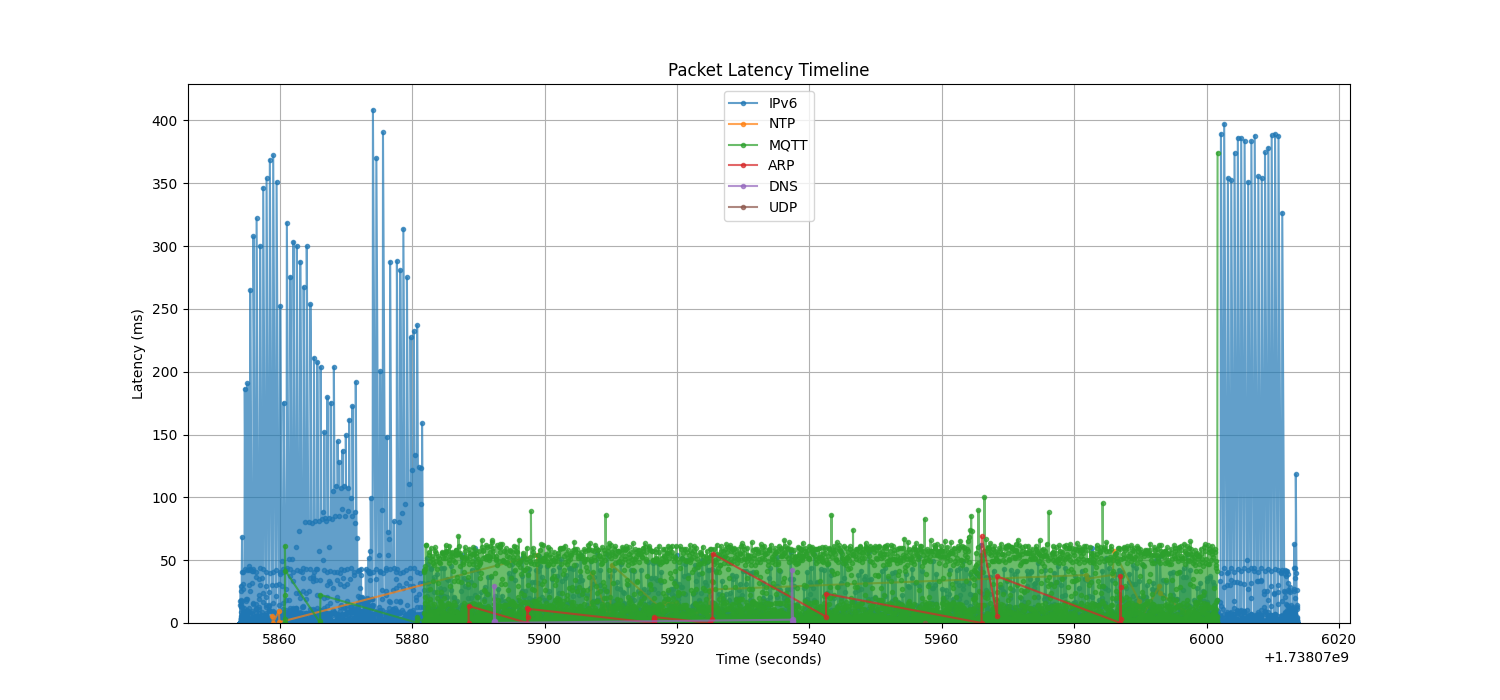 Packet Latency Timeline
IPv6
NTP
MQTT
ARP
DNS
UDP
Latency (ms)
400
350
300
250
200
150
100
50
0
5860 5880 5900 5920 5940 5960 5980 6000 6020
+1.73807e9
Time (seconds)